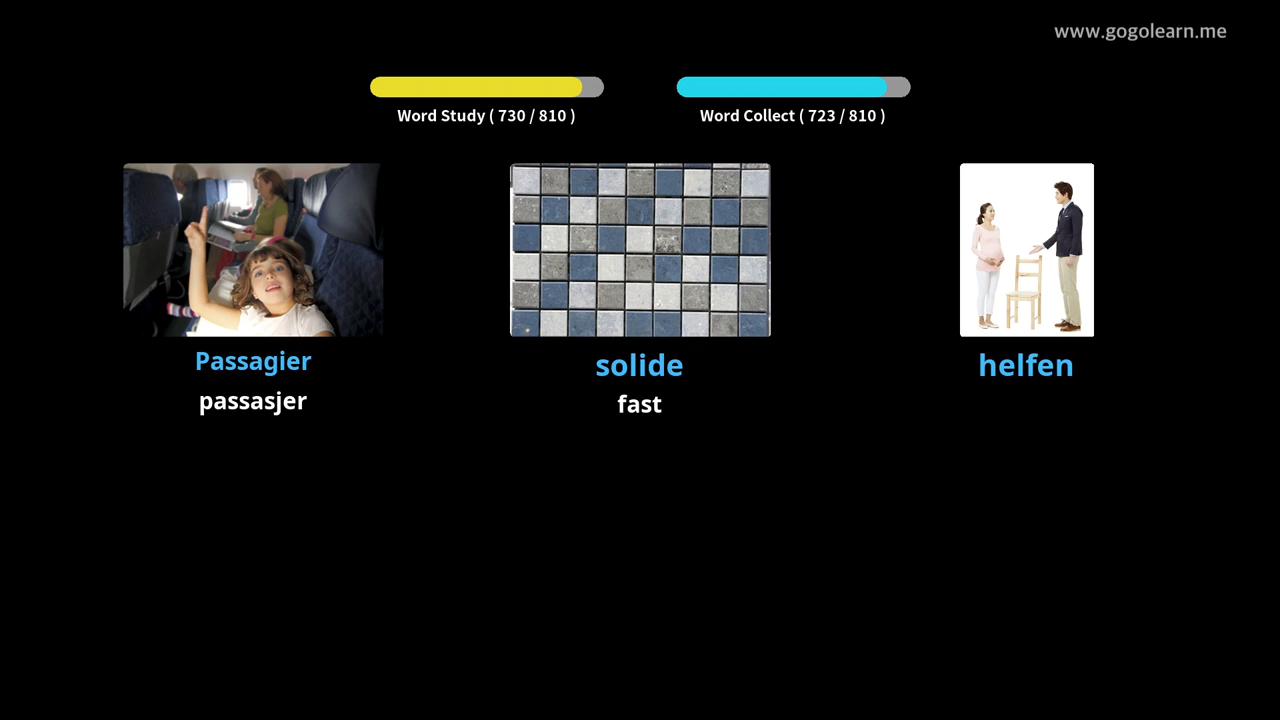 www.gogolearn.me
Word Study ( 730 / 810 )
Word Collect ( 723 / 810 )
Passagier
passasjer
solide
fast
helfen